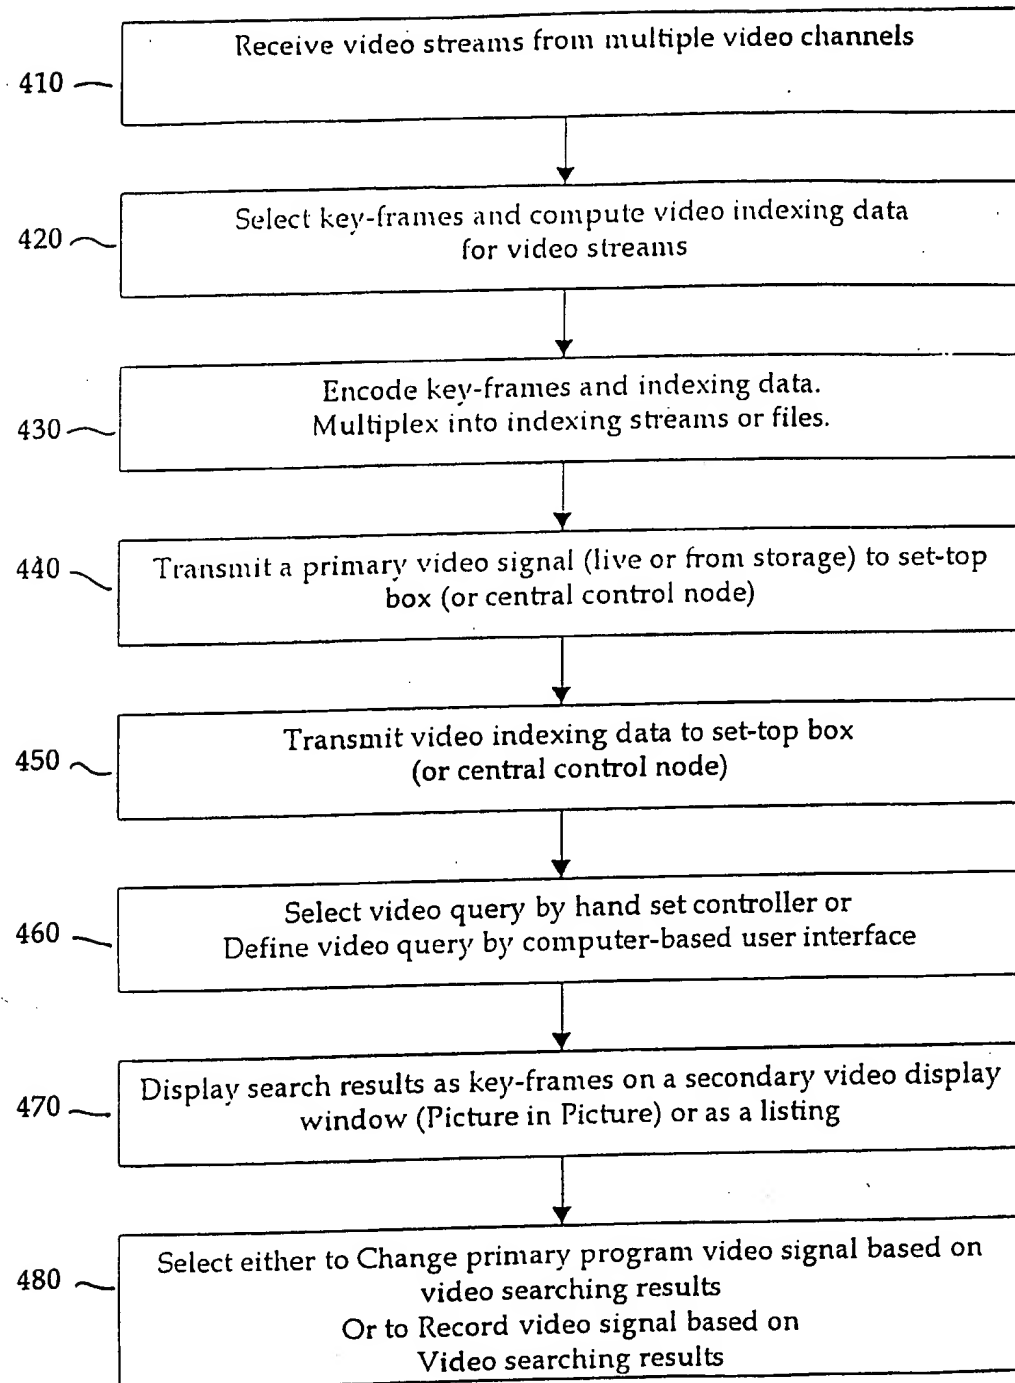 Receive video streams from multiple video channels
410
Select key-frames and compute video indexing data
420
for video streams
Encode key-frames and indexing data.
430
Multiplex into indexing streams or files.
440
Transmit a primary video signal (live or from storage) to set-top
box (or central control node)
Transmit video indexing data to set-top box
450
(or central control node)
Select video query by hand set controller or
460
Define video query by computer-based user interface
Display search results as key-frames on a secondary video display
470
window (Picture in Picture) or as a listing
Select either to Change primary program video signal based on
480
video searching results
Or to Record video signal based on
Video searching results